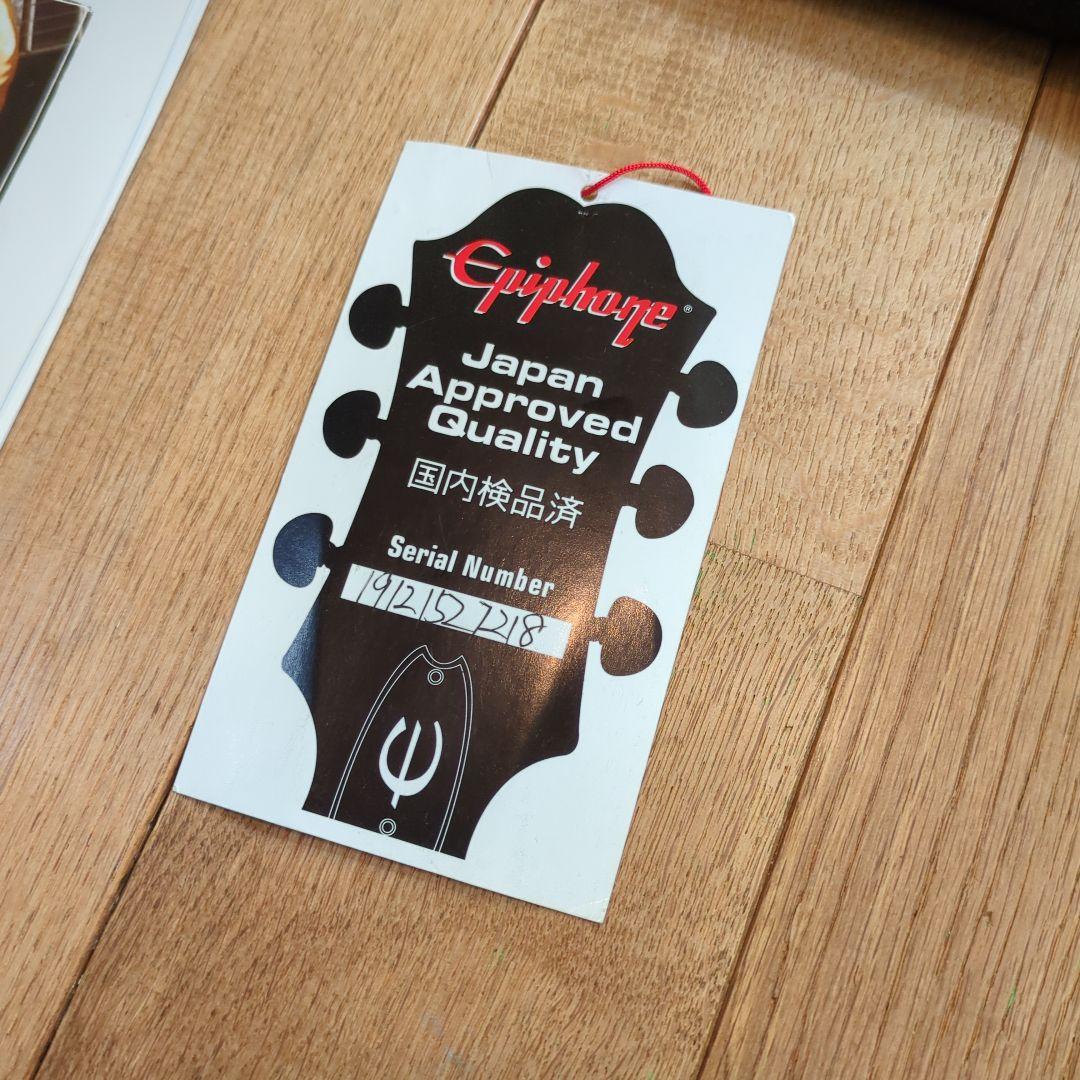 Epiphone®
Japan
Approved
Quality
国内検品済
Serial Number
19121527218